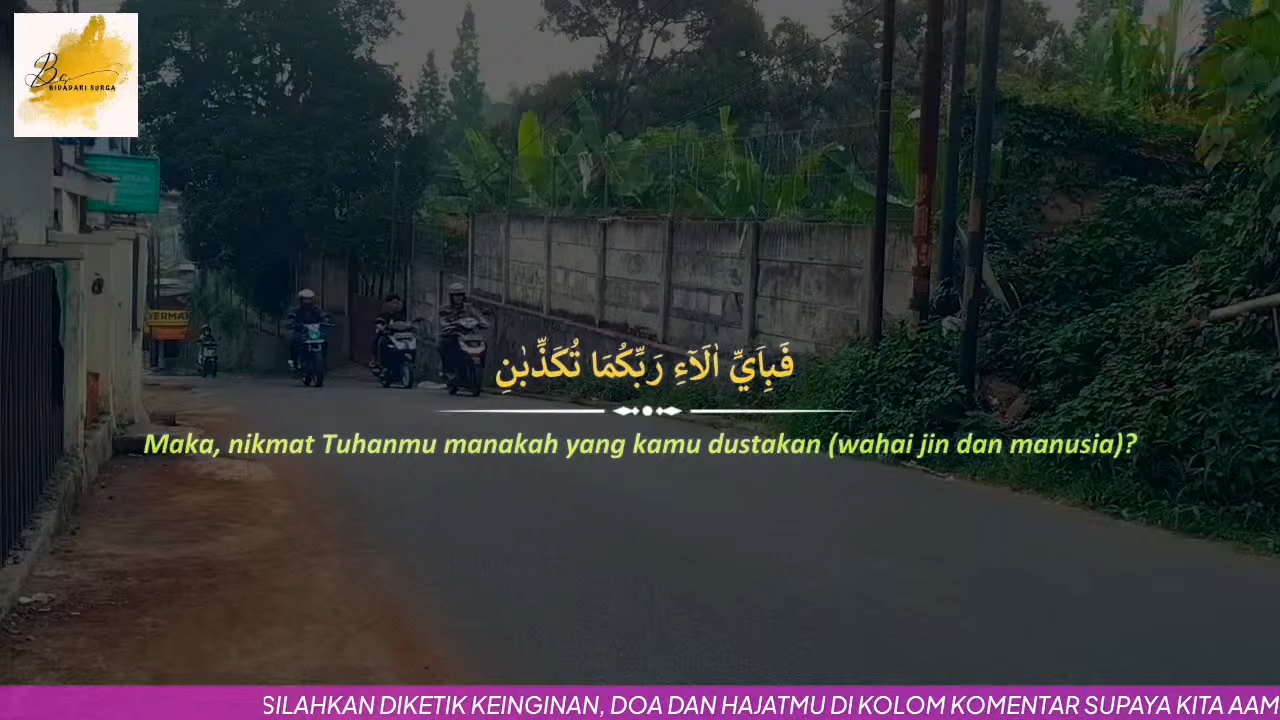 Bs
BIDADARI SURGA
فَبِاَيِّ اٰلَاۤءِ رَبِّكُمَا تُكَذِّبٰنِ
Maka, nikmat Tuhanmu manakah yang kamu dustakan (wahai jin dan manusia)?
SILAHKAN DIKETIK KEINGINAN, DOA DAN HAJATMU DI KOLOM KOMENTAR SUPAYA KITA AAM